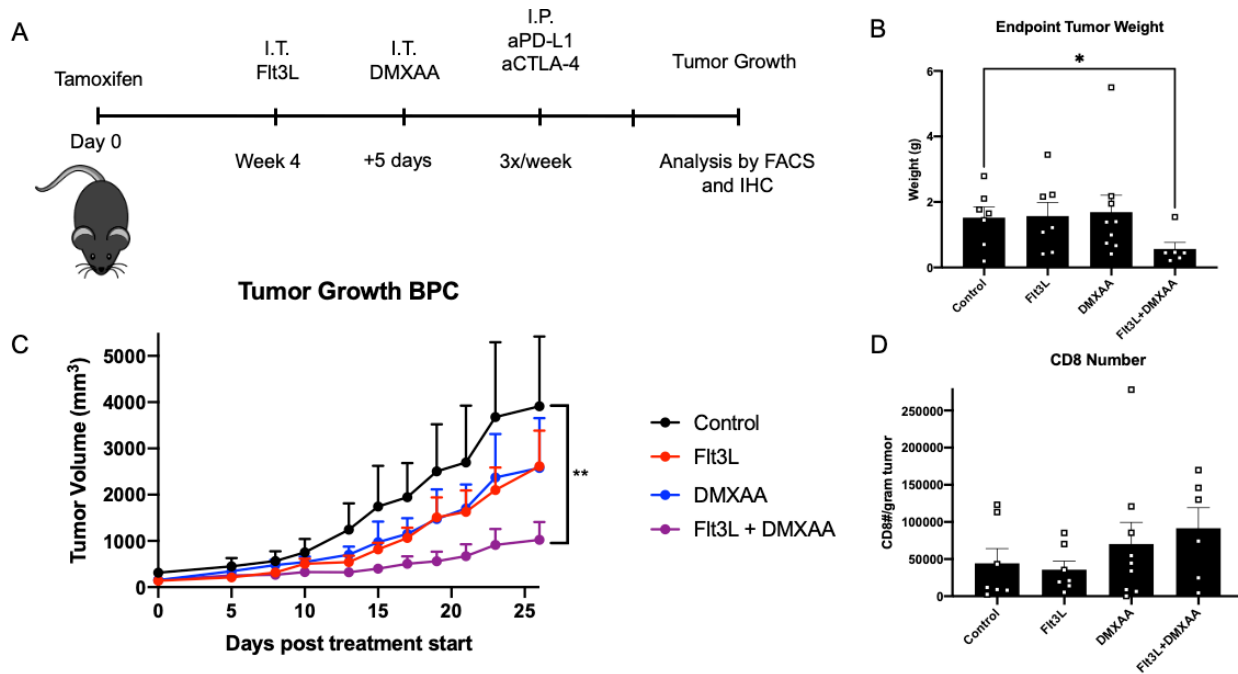 A
Tamoxifen
Day 0
I.T.
Flt3L
Week 4
I.T.
DMXAA
+5 days
I.P.
aPD-L1
aCTLA-4
3x/week
Tumor Growth
Analysis by FACS
and IHC
B
Endpoint Tumor Weight
*
Weight (g)
6
4
2
0
Control
Flt3L
DMXAA
Flt3L+DMXAA
C
Tumor Growth BPC
Tumor Volume (mm³)
5000
4000
3000
2000
1000
0
0
5
10
15
20
25
Days post treatment start
**
Control
Flt3L
DMXAA
Flt3L + DMXAA
D
CD8 Number
CD8#/gram tumor
250000
200000
150000
100000
50000
0
Control
Flt3L
DMXAA
Flt3L+DMXAA